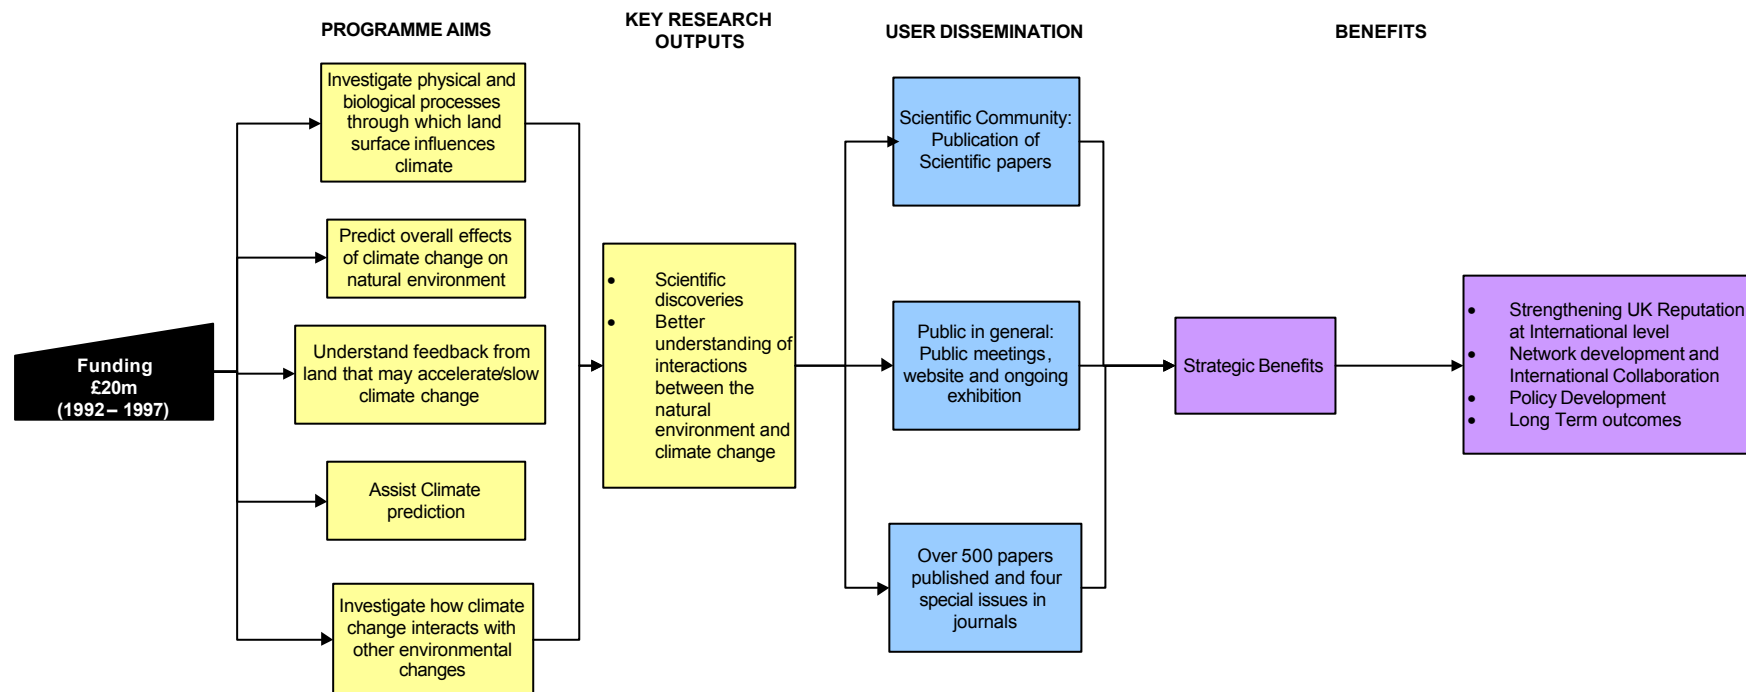 PROGRAMME AIMS
KEY RESEARCH
OUTPUTS
USER DISSEMINATION
BENEFITS
Funding
£20m
(1992 – 1997)
Investigate physical and
biological processes
through which land
surface influences
climate
Predict overall effects
of climate change on
natural environment
Understand feedback from
land that may accelerate/slow
climate change
Assist Climate
prediction
Investigate how climate
change interacts with
other environmental
changes
• Scientific
discoveries
• Better
understanding of
interactions
between the
natural
environment and
climate change
Scientific Community:
Publication of
Scientific papers
Public in general:
Public meetings,
website and ongoing
exhibition
Over 500 papers
published and four
special issues in
journals
Strategic Benefits
• Strengthening UK Reputation
at International level
• Network development and
International Collaboration
• Policy Development
• Long Term outcomes